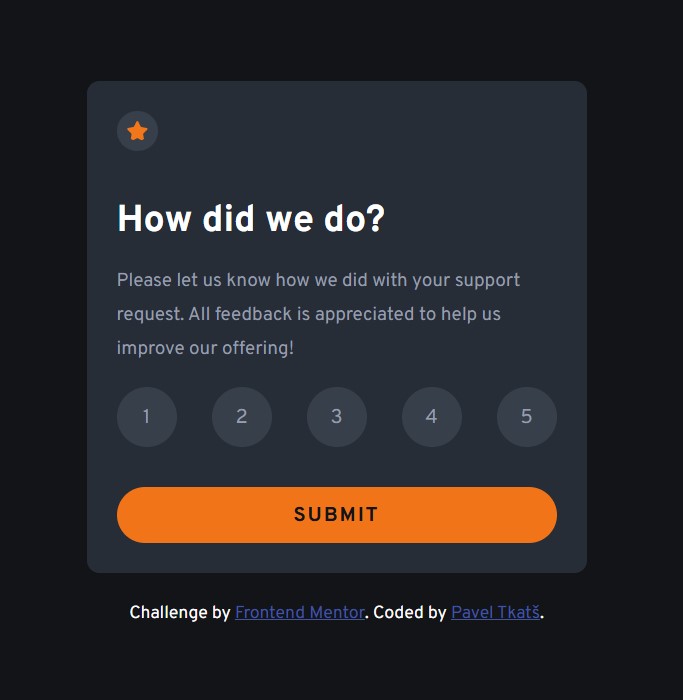 How did we do?
Please let us know how we did with your support
request. All feedback is appreciated to help us
improve our offering!
1 2 3 4 5
SUBMIT
Challenge by Frontend Mentor. Coded by Pavel Tkatš.